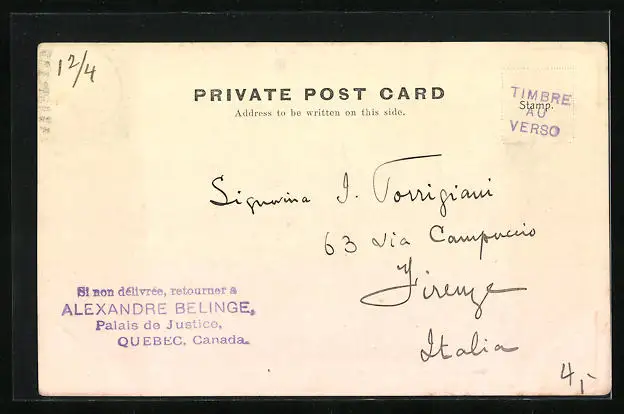 12/4
PRIVATE POST CARD
Address to be written on this side.
Stamp.
TIMBRE
AU
VERSO
Signorina I. Torrigiani
63 via Campuccio
Firenze
Italia
Si non délivrée, retourner a
ALEXANDRE BELINGE,
Palais de Justice,
QUEBEC, Canada.
4,-